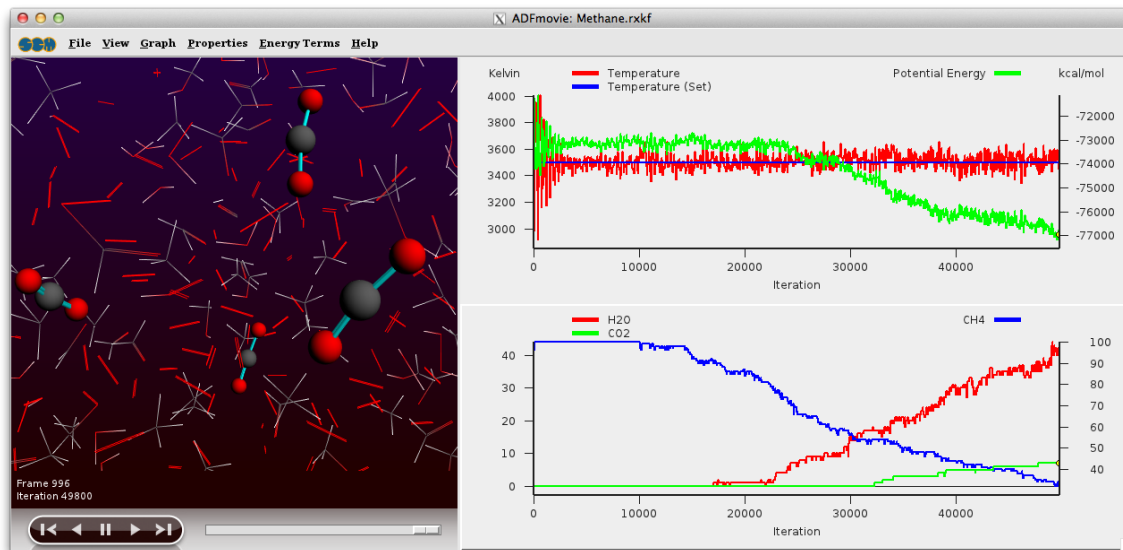 ADFmovie: Methane.rxkf
SCM File View Graph Properties Energy Terms Help
Kelvin Temperature Potential Energy kcal/mol
Temperature (Set)
4000
3800
3600
3400
3200
3000
-72000
-73000
-74000
-75000
-76000
-77000
0 10000 20000 30000 40000
Iteration
H2O CH4
CO2
40
30
20
10
0
100
90
80
70
60
50
40
0 10000 20000 30000 40000
Iteration
Frame 996
Iteration 49800